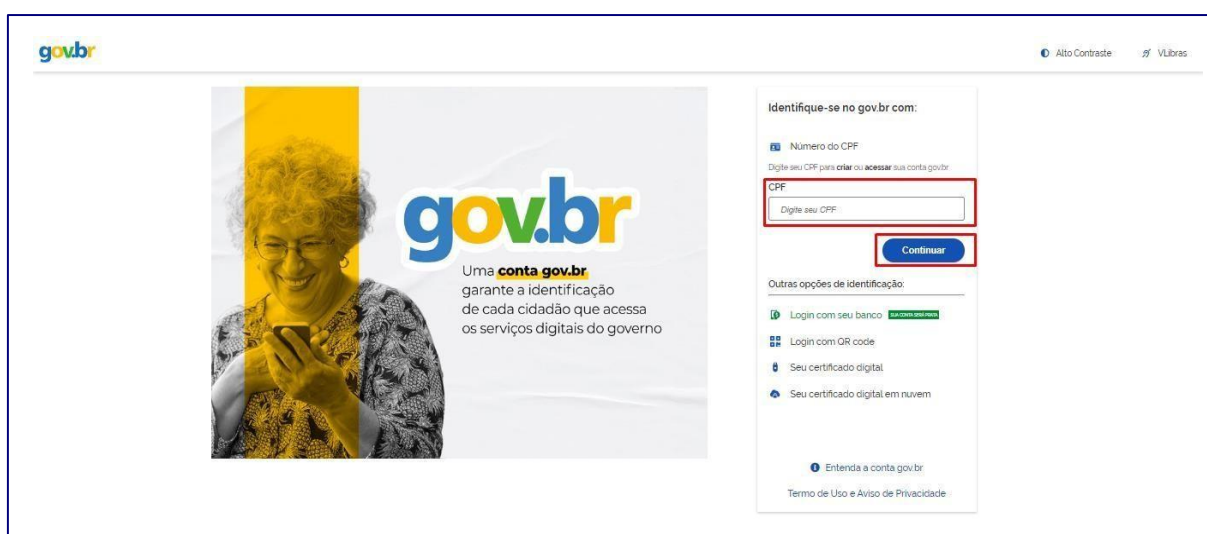 gov.br
Alto Contraste
VLibras
gov.br
Uma conta gov.br
garante a identificação
de cada cidadão que acessa
os serviços digitais do governo
Identifique-se no gov.br com:
Número do CPF
Digite seu CPF para criar ou acessar sua conta gov.br
CPF
Digite seu CPF
Continuar
Outras opções de identificação:
Login com seu banco SUA CONTA SERÁ PRATA
Login com QR code
Seu certificado digital
Seu certificado digital em nuvem
Entenda a conta gov.br
Termo de Uso e Aviso de Privacidade